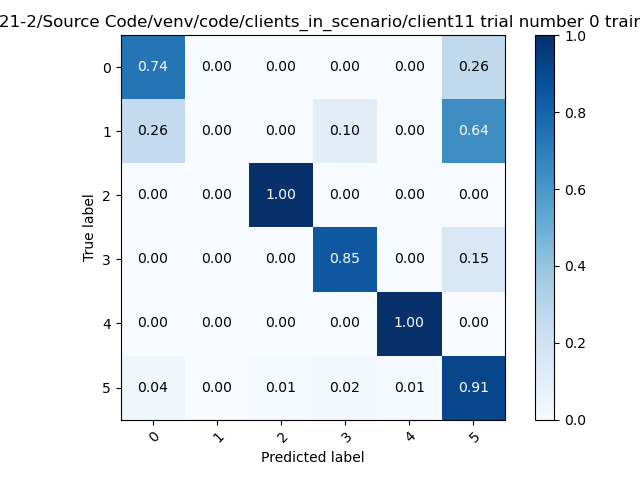 21-2/Source Code/venv/code/clients_in_scenario/client11 trial number 0 train
0 0.74 0.00 0.00 0.00 0.00 0.26
1 0.26 0.00 0.00 0.10 0.00 0.64
2 0.00 0.00 1.00 0.00 0.00 0.00
3 0.00 0.00 0.00 0.85 0.00 0.15
4 0.00 0.00 0.00 0.00 1.00 0.00
5 0.04 0.00 0.01 0.02 0.01 0.91
0 1 2 3 4 5
Predicted label
True label
1.0
0.8
0.6
0.4
0.2
0.0